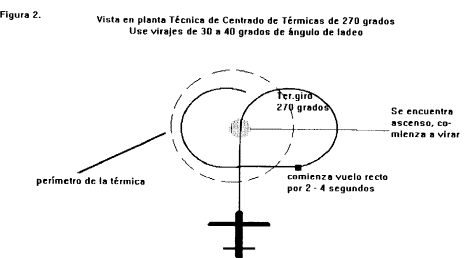 Figura 2.
Vista en planta Técnica de Centrado de Térmicas de 270 grados
Use virajes de 30 a 40 grados de ángulo de ladeo
1er.giro
270 grados
Se encuentra
ascenso, co-
mienza a virar
perímetro de la térmica
comienza vuelo recto
por 2 - 4 segundos